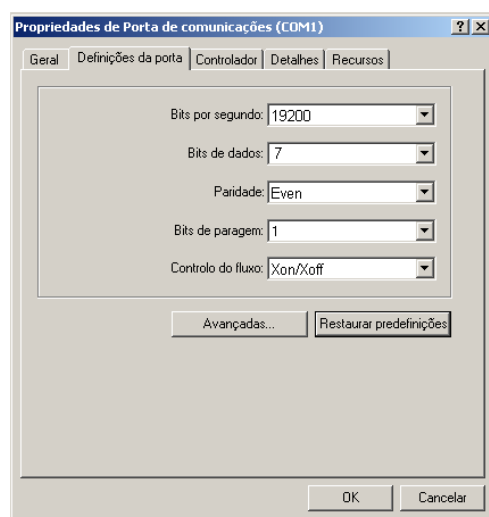 Propriedades de Porta de comunicações (COM1)
Geral Definições da porta Controlador Detalhes Recursos
Bits por segundo: 19200
Bits de dados: 7
Paridade: Even
Bits de paragem: 1
Controlo do fluxo: Xon/Xoff
Avançadas... Restaurar predefinições
OK Cancelar